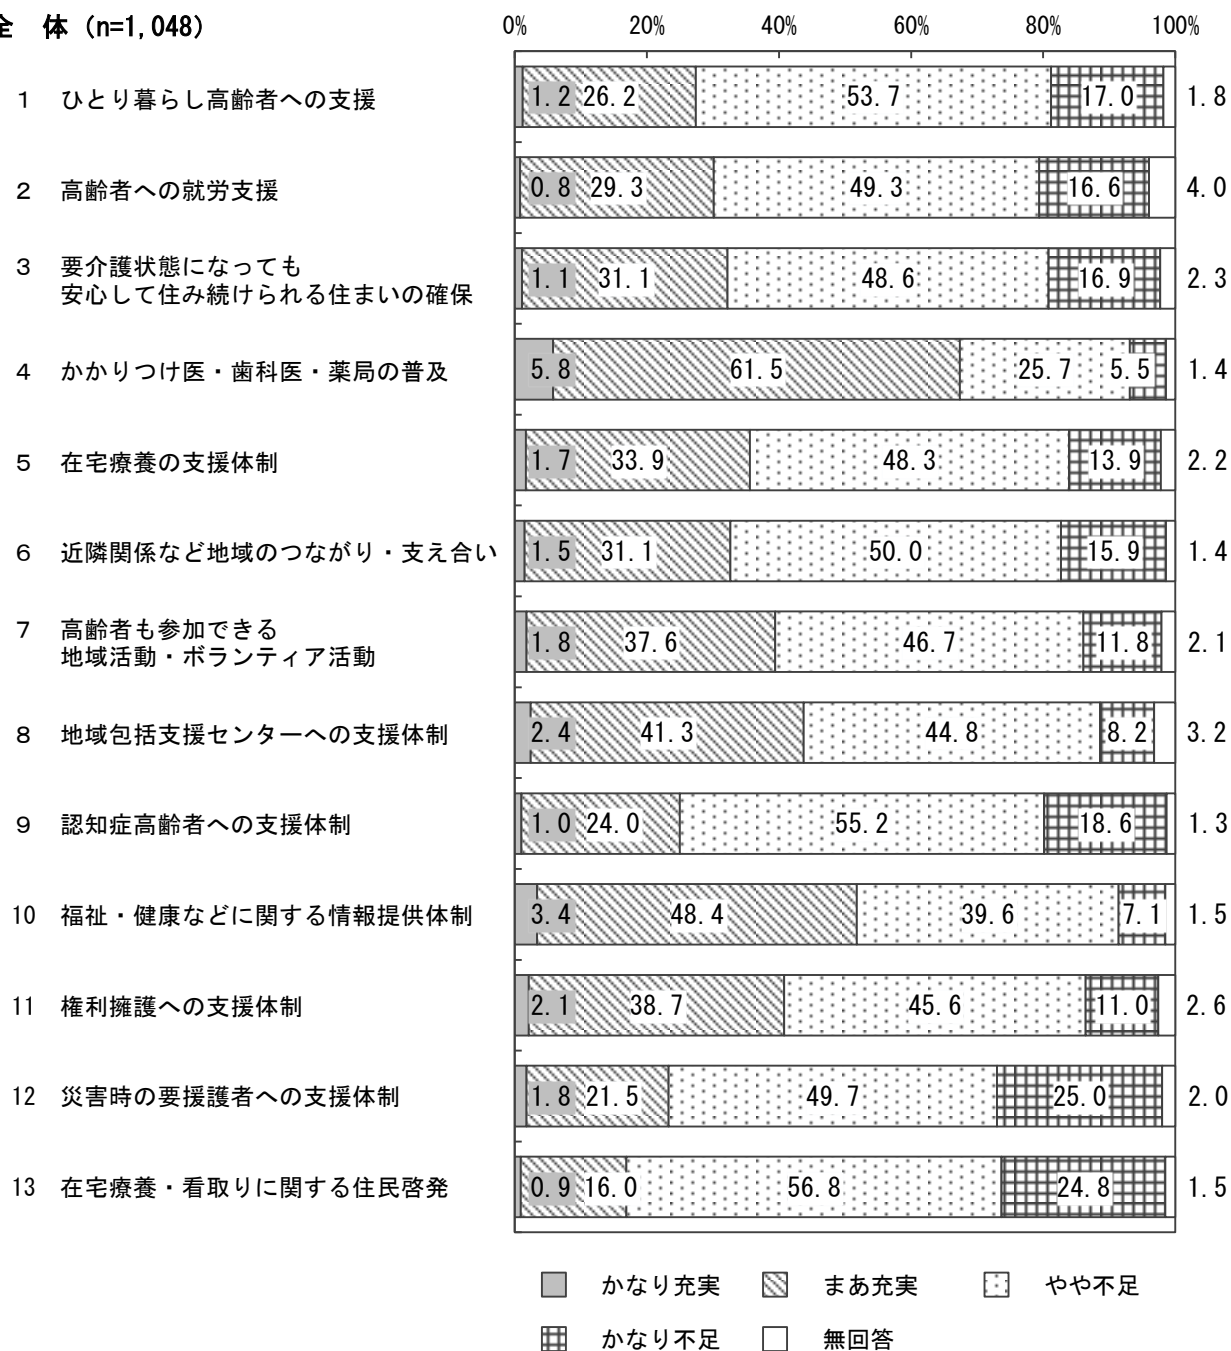 全　体（n=1,048）
0% 20% 40% 60% 80% 100%
1 ひとり暮らし高齢者への支援 1.2 26.2 53.7 17.0 1.8
2 高齢者への就労支援 0.8 29.3 49.3 16.6 4.0
3 要介護状態になっても
安心して住み続けられる住まいの確保 1.1 31.1 48.6 16.9 2.3
4 かかりつけ医・歯科医・薬局の普及 5.8 61.5 25.7 5.5 1.4
5 在宅療養の支援体制 1.7 33.9 48.3 13.9 2.2
6 近隣関係など地域のつながり・支え合い 1.5 31.1 50.0 15.9 1.4
7 高齢者も参加できる
地域活動・ボランティア活動 1.8 37.6 46.7 11.8 2.1
8 地域包括支援センターへの支援体制 2.4 41.3 44.8 8.2 3.2
9 認知症高齢者への支援体制 1.0 24.0 55.2 18.6 1.3
10 福祉・健康などに関する情報提供体制 3.4 48.4 39.6 7.1 1.5
11 権利擁護への支援体制 2.1 38.7 45.6 11.0 2.6
12 災害時の要援護者への支援体制 1.8 21.5 49.7 25.0 2.0
13 在宅療養・看取りに関する住民啓発 0.9 16.0 56.8 24.8 1.5
かなり充実 まあ充実 やや不足
かなり不足 無回答